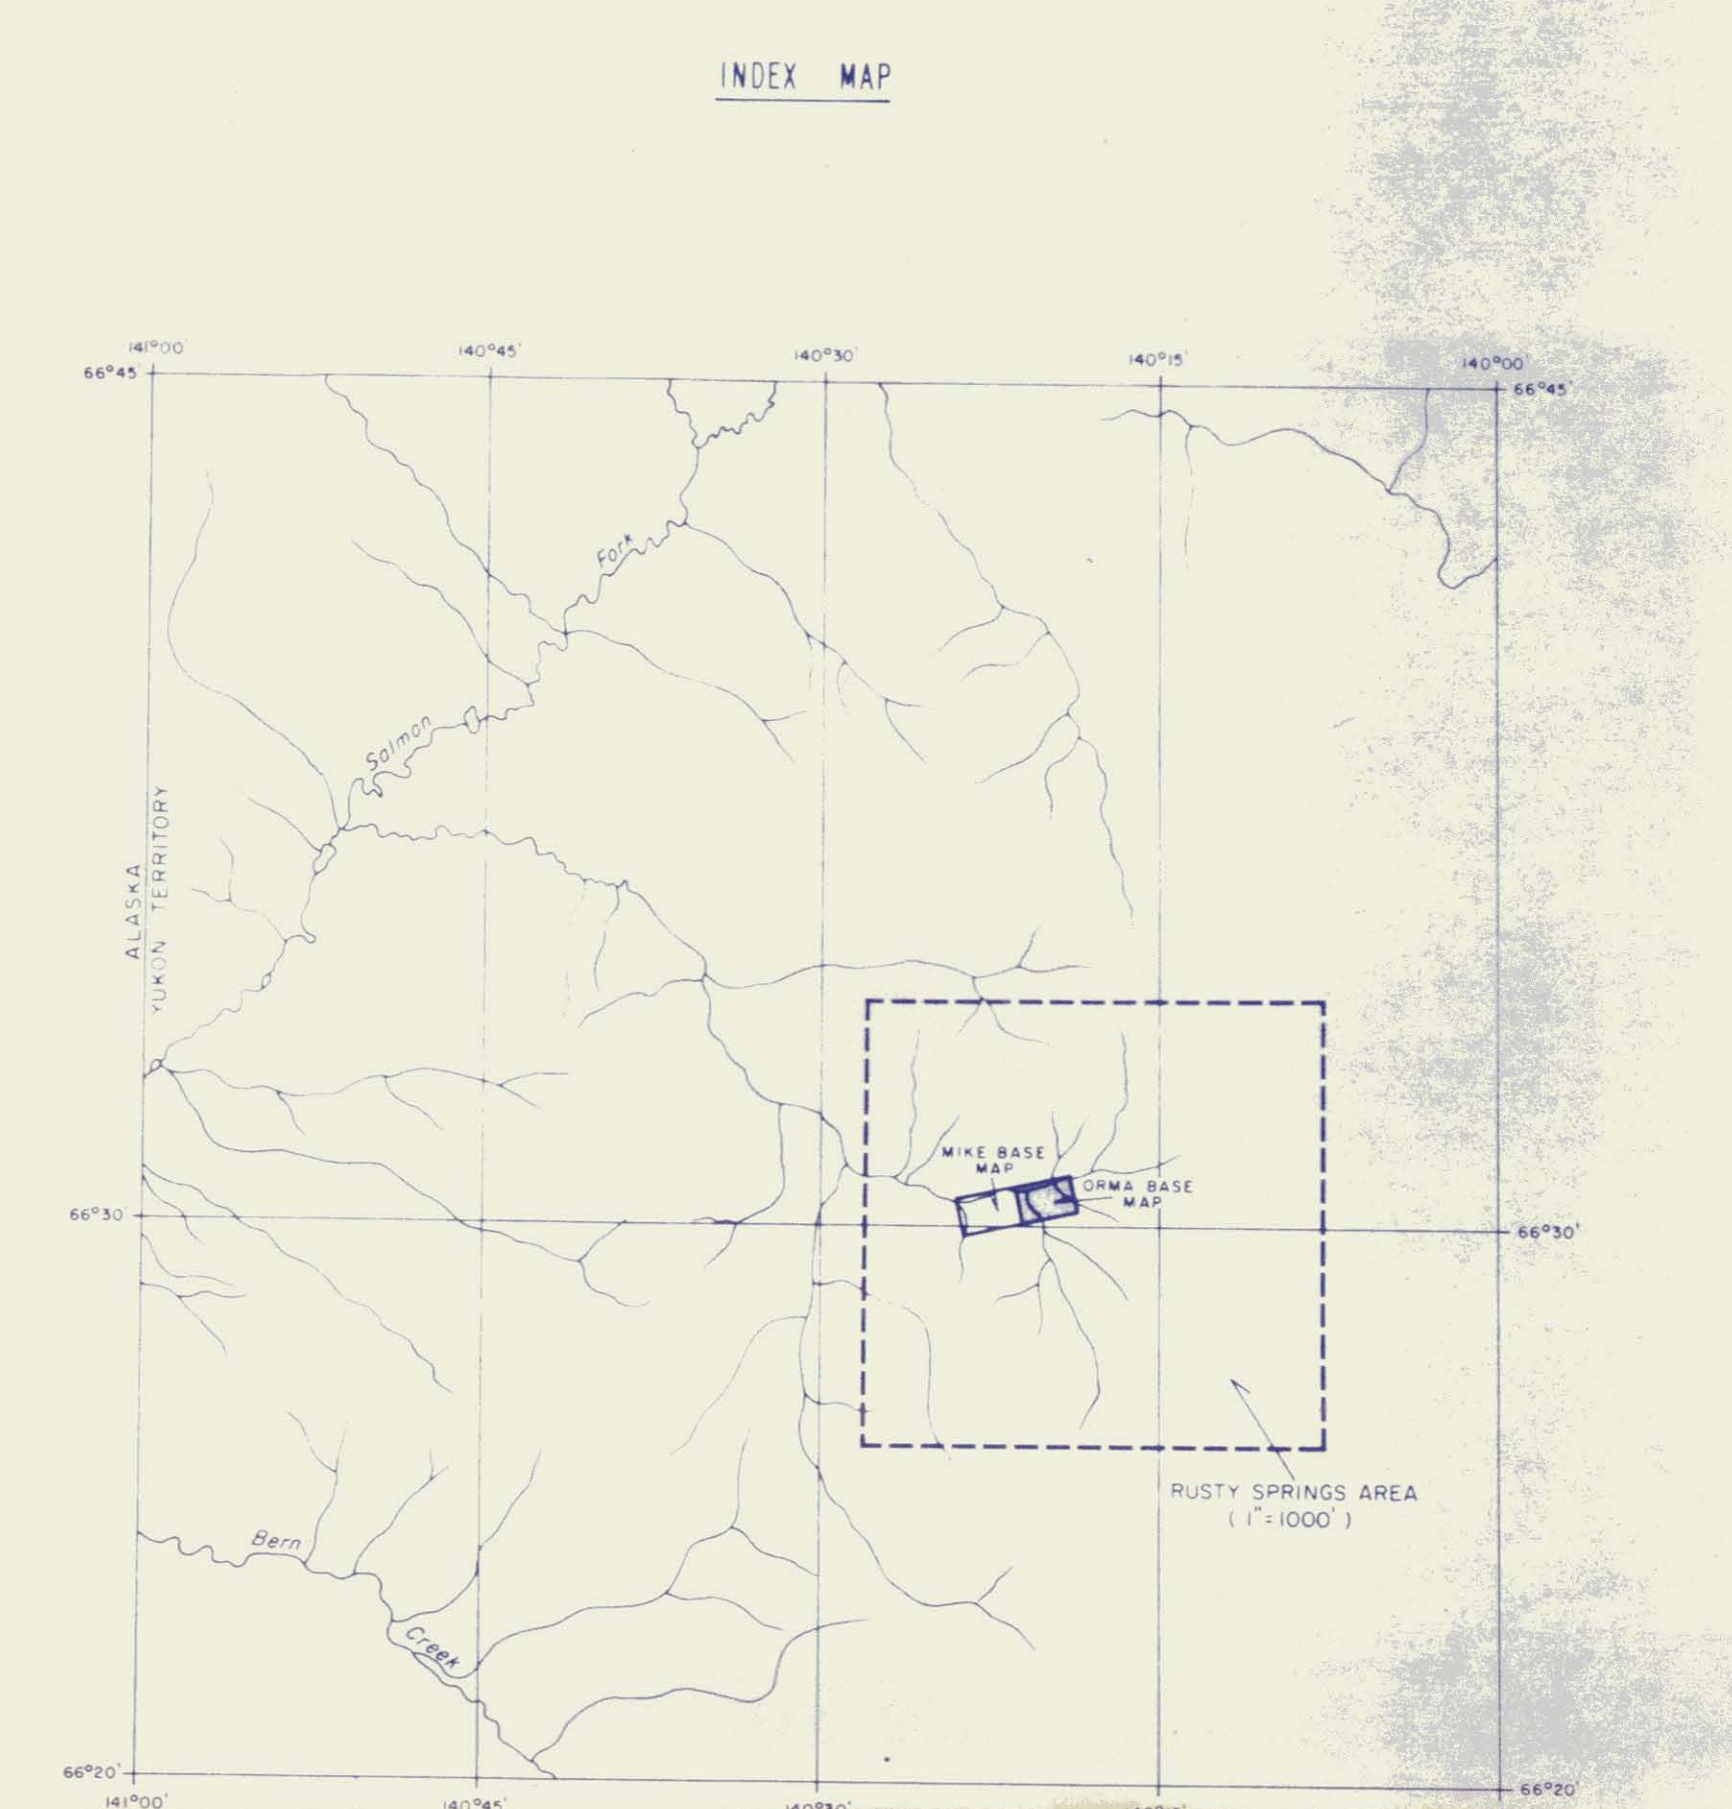 INDEX MAP
141°00' 140°45' 140°30' 140°15' 140°00'
66°45' 66°45'
Fork
Salmon
ALASKA
YUKON TERRITORY
MIKE BASE
MAP
ORMA BASE
MAP
66°30' 66°30'
RUSTY SPRINGS AREA
( 1"=1000' )
Bern
Creek
66°20' 66°20'
141°00' 140°45' 140°30'